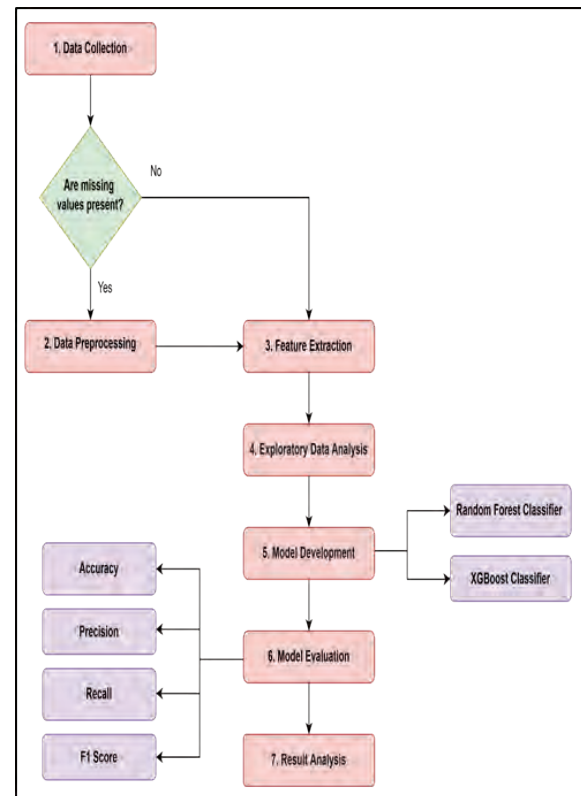 1. Data Collection
No
Are missing
values present?
Yes
2. Data Preprocessing
3. Feature Extraction
4. Exploratory Data Analysis
Random Forest Classifier
5. Model Development
XGBoost Classifier
Accuracy
Precision
6. Model Evaluation
Recall
F1 Score
7. Result Analysis